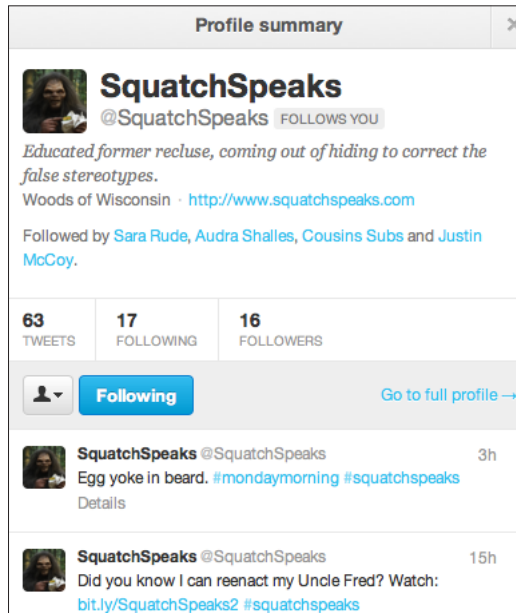 Profile summary ×
SquatchSpeaks
@SquatchSpeaks FOLLOWS YOU
Educated former recluse, coming out of hiding to correct the
false stereotypes.
Woods of Wisconsin · http://www.squatchspeaks.com
Followed by Sara Rude, Audra Shalles, Cousins Subs and Justin
McCoy.
63 17 16
TWEETS FOLLOWING FOLLOWERS
Following Go to full profile →
SquatchSpeaks @SquatchSpeaks 3h
Egg yoke in beard. #mondaymorning #squatchspeaks
Details
SquatchSpeaks @SquatchSpeaks 15h
Did you know I can reenact my Uncle Fred? Watch:
bit.ly/SquatchSpeaks2 #squatchspeaks